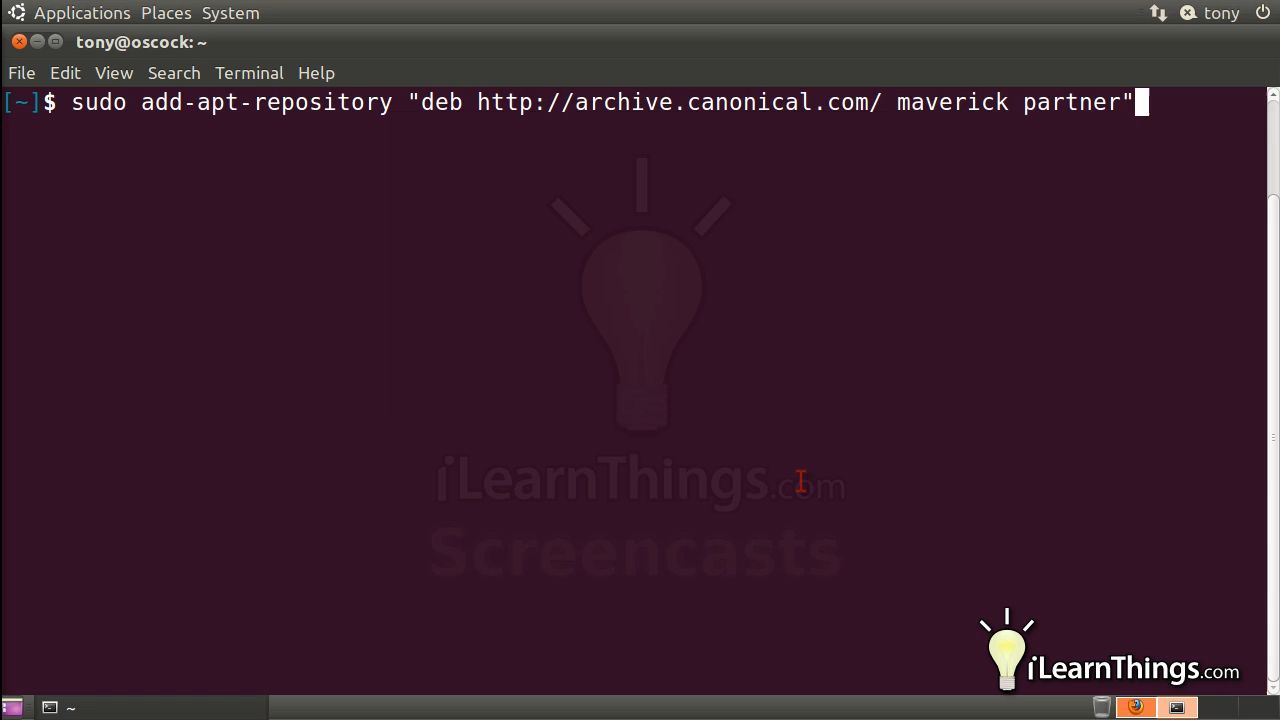 Applications Places System tony
tony@oscock: ~
File Edit View Search Terminal Help
[~]$ sudo add-apt-repository "deb http://archive.canonical.com/ maverick partner"
iLearnThings.com
Screencasts
iLearnThings.com
~